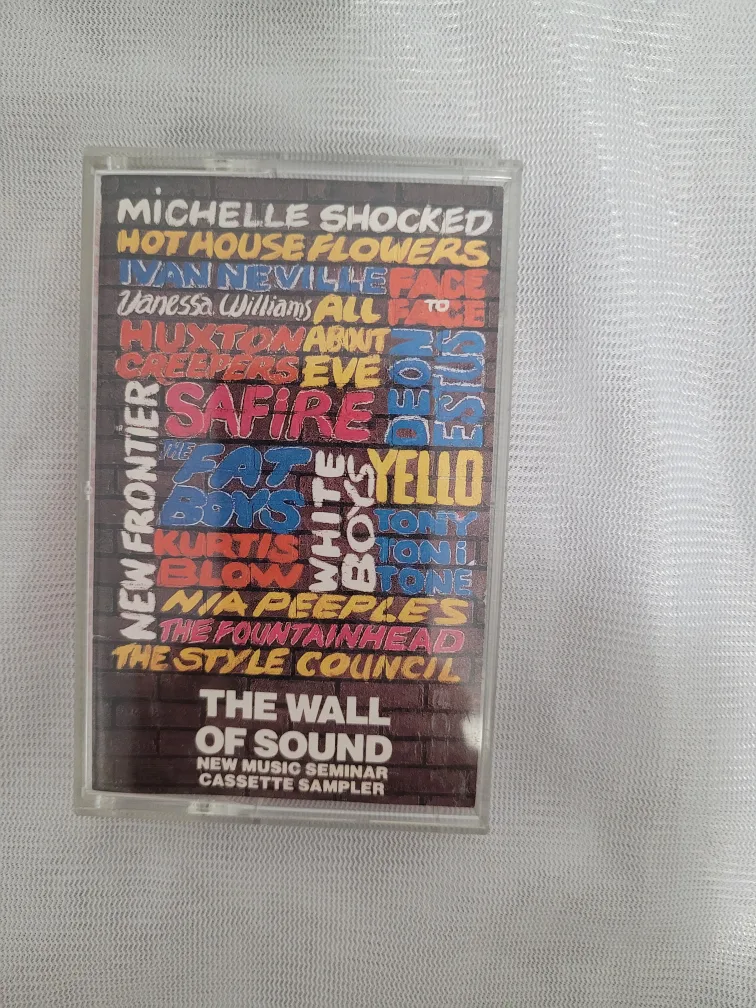 MiCHELLE SHOCKED
HOT HOUSE FLOWERS
IVAN NEVILLE
FACE
TO
FACE
Vanessa Williams
ALL
ABOUT
EVE
HUXTON
CREEPERS
DEON
ESTUS
NEW FRONTIER
SAFiRE
THE
FAT
BOYS
WHITE
BOYS
YELLO
KURTIS
BLOW
TONY
TONi,
TONÉ
NIA PEEPLES
THE FOUNTAINHEAD
THE STYLE COUNCIL
THE WALL
OF SOUND
NEW MUSIC SEMINAR
CASSETTE SAMPLER